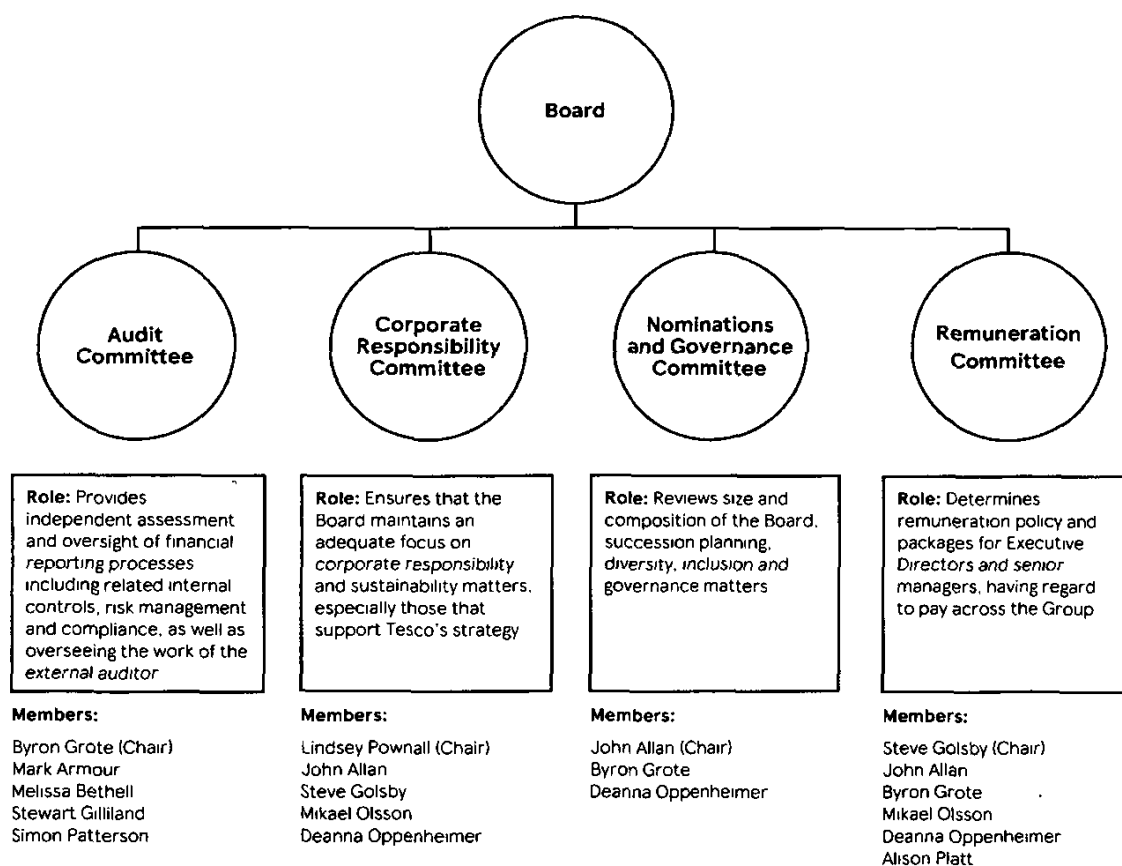 Board
Audit
Committee
Corporate
Responsibility
Committee
Nominations
and Governance
Committee
Remuneration
Committee
Role: Provides
independent assessment
and oversight of financial
reporting processes
including related internal
controls, risk management
and compliance, as well as
overseeing the work of the
external auditor
Role: Ensures that the
Board maintains an
adequate focus on
corporate responsibility
and sustainability matters,
especially those that
support Tesco's strategy
Role: Reviews size and
composition of the Board,
succession planning,
diversity, inclusion and
governance matters
Role: Determines
remuneration policy and
packages for Executive
Directors and senior
managers, having regard
to pay across the Group
Members:
Byron Grote (Chair)
Mark Armour
Melissa Bethell
Stewart Gilliland
Simon Patterson
Members:
Lindsey Pownall (Chair)
John Allan
Steve Golsby
Mikael Olsson
Deanna Oppenheimer
Members:
John Allan (Chair)
Byron Grote
Deanna Oppenheimer
Members:
Steve Golsby (Chair)
John Allan
Byron Grote
Mikael Olsson
Deanna Oppenheimer
Alison Platt